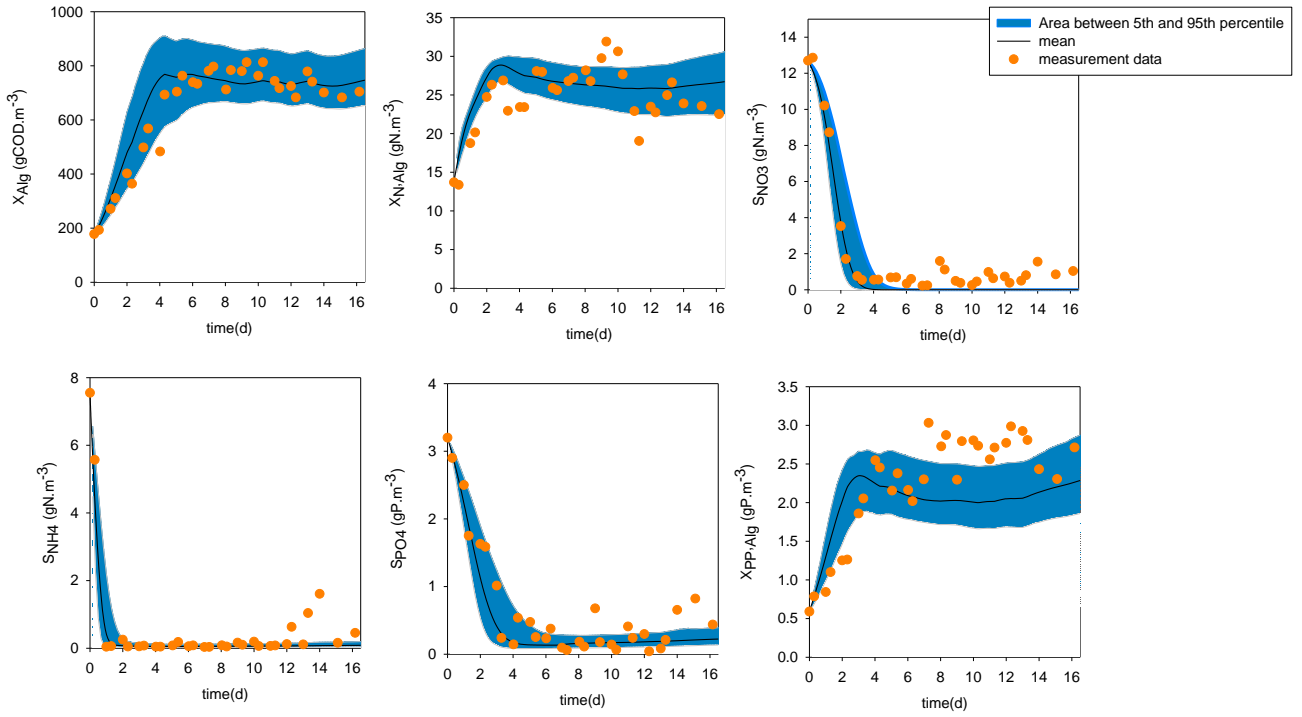 Area between 5th and 95th percentile
mean
measurement data
1000
800
600
400
200
0
X_Alg (gCOD.m^-3)
0 2 4 6 8 10 12 14 16
time(d)
35
30
25
20
15
10
5
0
X_N,Alg (gN.m^-3)
0 2 4 6 8 10 12 14 16
time(d)
14
12
10
8
6
4
2
0
S_NO3 (gN.m^-3)
0 2 4 6 8 10 12 14 16
time(d)
8
6
4
2
0
S_NH4 (gN.m^-3)
0 2 4 6 8 10 12 14 16
time(d)
4
3
2
1
0
S_PO4 (gP.m^-3)
0 2 4 6 8 10 12 14 16
time(d)
3.5
3.0
2.5
2.0
1.5
1.0
0.5
0.0
X_PP,Alg (gP.m^-3)
0 2 4 6 8 10 12 14 16
time(d)